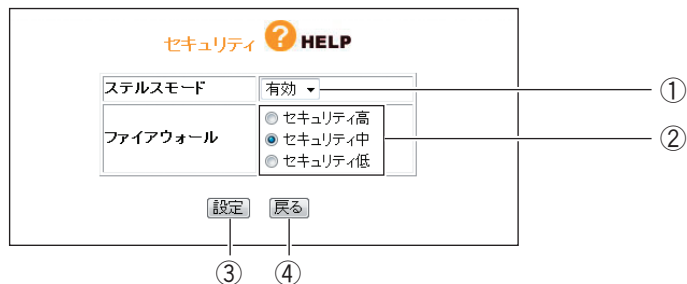 セキュリティ ? HELP
ステルスモード 有効 ①
ファイアウォール
セキュリティ高
セキュリティ中 ②
セキュリティ低
設定 戻る
③ ④